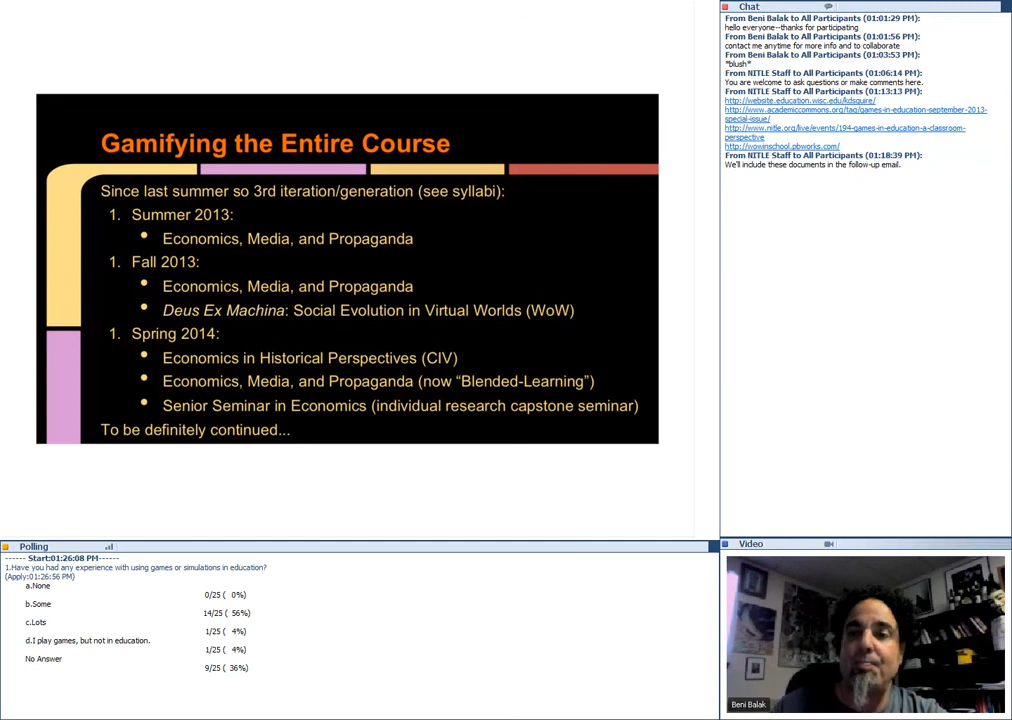 Gamifying the Entire Course
Since last summer so 3rd iteration/generation (see syllabi):
1. Summer 2013:
• Economics, Media, and Propaganda
1. Fall 2013:
• Economics, Media, and Propaganda
• Deus Ex Machina: Social Evolution in Virtual Worlds (WoW)
1. Spring 2014:
• Economics in Historical Perspectives (CIV)
• Economics, Media, and Propaganda (now “Blended-Learning”)
• Senior Seminar in Economics (individual research capstone seminar)
To be definitely continued...
Chat
From Beni Balak to All Participants (01:01:29 PM):
hello everyone--thanks for participating
From Beni Balak to All Participants (01:01:56 PM):
contact me anytime for more info and to collaborate
From Beni Balak to All Participants (01:03:53 PM):
*blush*
From NITLE Staff to All Participants (01:06:14 PM):
You are welcome to ask questions or make comments here.
From NITLE Staff to All Participants (01:13:13 PM):
http://website.education.wisc.edu/kdsquire/
http://www.academiccommons.org/tag/games-in-education-september-2013-
special-issue/
http://www.nitle.org/live/events/194-games-in-education-a-classroom-
perspective
http://wowinschool.pbworks.com/
From NITLE Staff to All Participants (01:18:39 PM):
We'll include these documents in the follow-up email.
Polling
------ Start:01:26:08 PM------
1.Have you had any experience with using games or simulations in education?
(Apply:01:26:56 PM)
a.None
0/25 ( 0%)
b.Some
14/25 ( 56%)
c.Lots
1/25 ( 4%)
d.I play games, but not in education.
1/25 ( 4%)
No Answer
9/25 ( 36%)
Video
Beni Balak